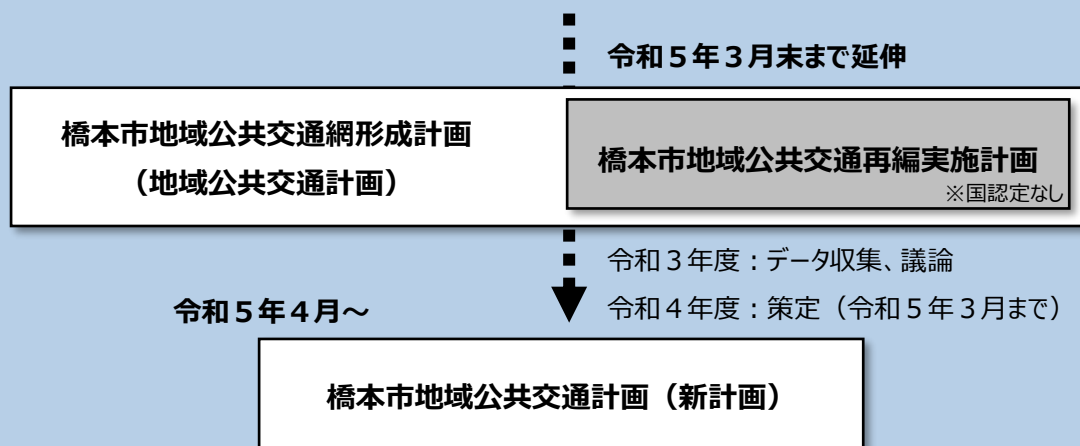 令和５年３月末まで延伸
橋本市地域公共交通網形成計画
（地域公共交通計画）
橋本市地域公共交通再編実施計画
※国認定なし
令和３年度：データ収集、議論
令和４年度：策定（令和５年３月まで）
令和５年４月～
橋本市地域公共交通計画（新計画）